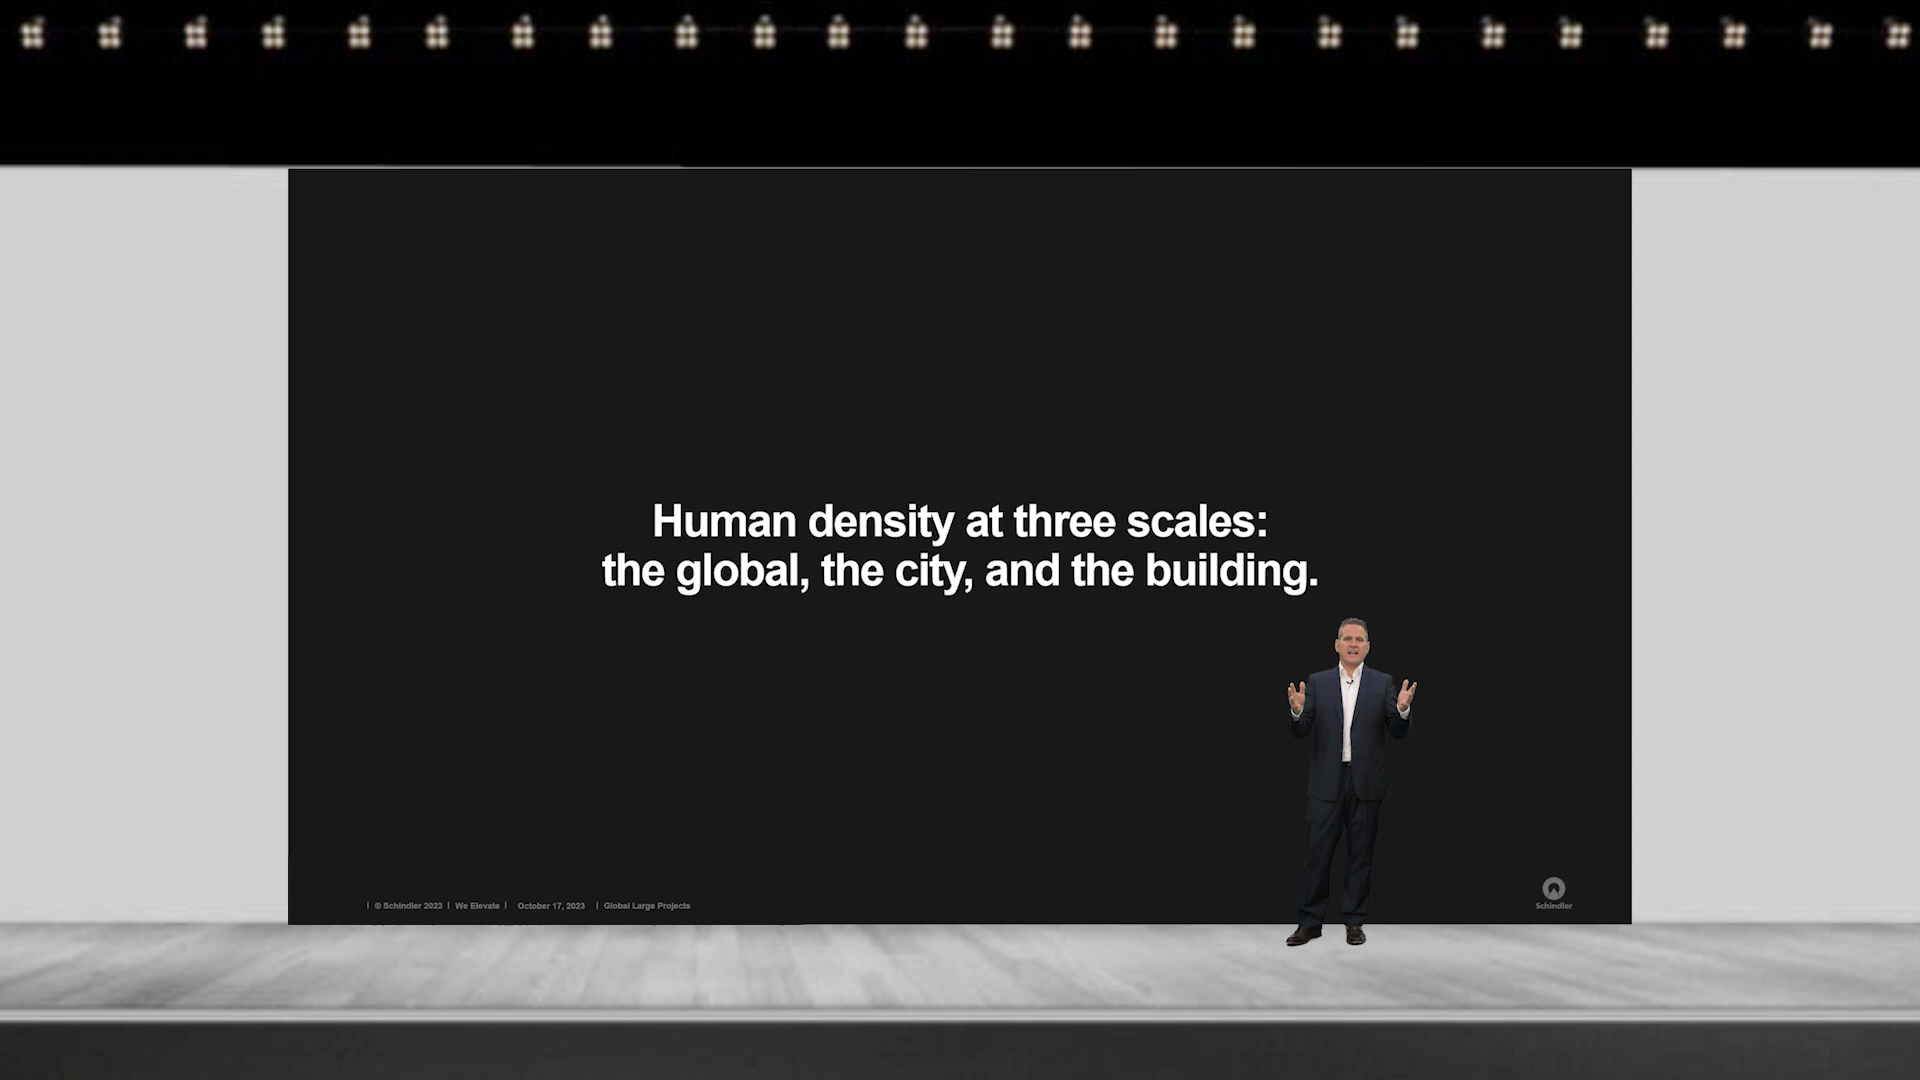 Human density at three scales:
the global, the city, and the building.
| © Schindler 2023 | We Elevate | October 17, 2023 | Global Large Projects
Schindler